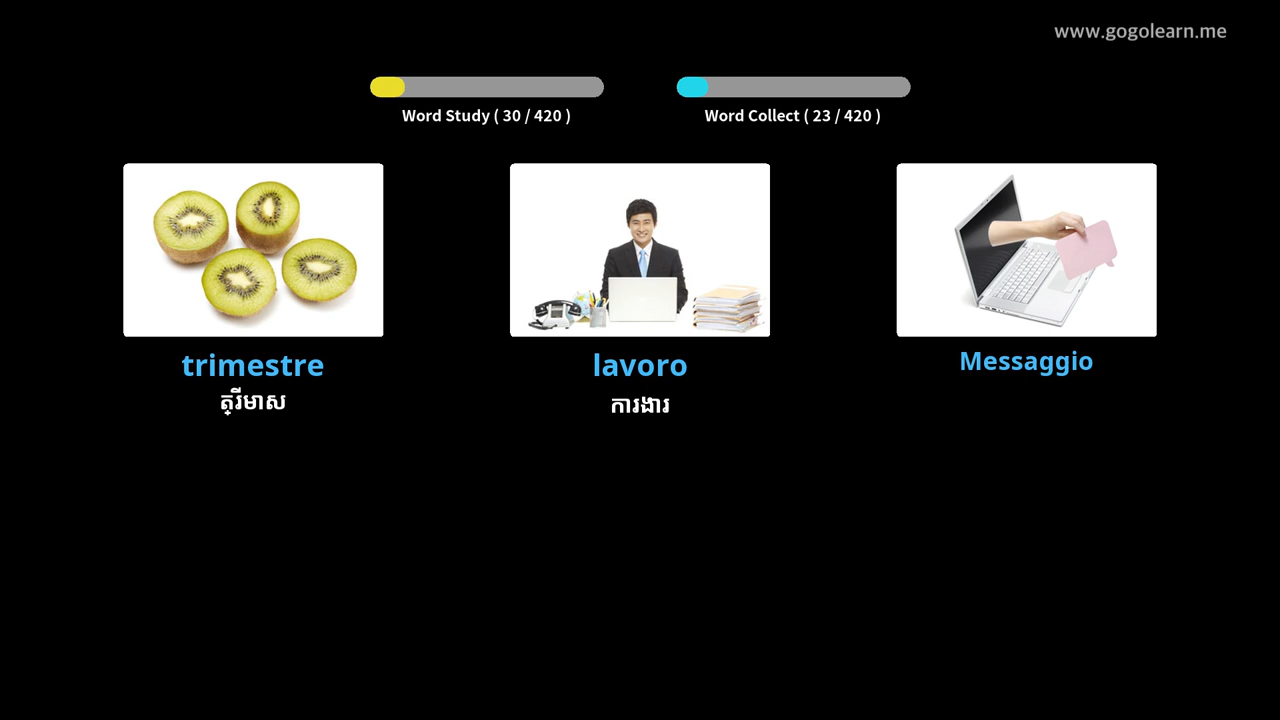 www.gogolearn.me
Word Study ( 30 / 420 )
Word Collect ( 23 / 420 )
trimestre
ត្រីមាស
lavoro
ការងារ
Messaggio